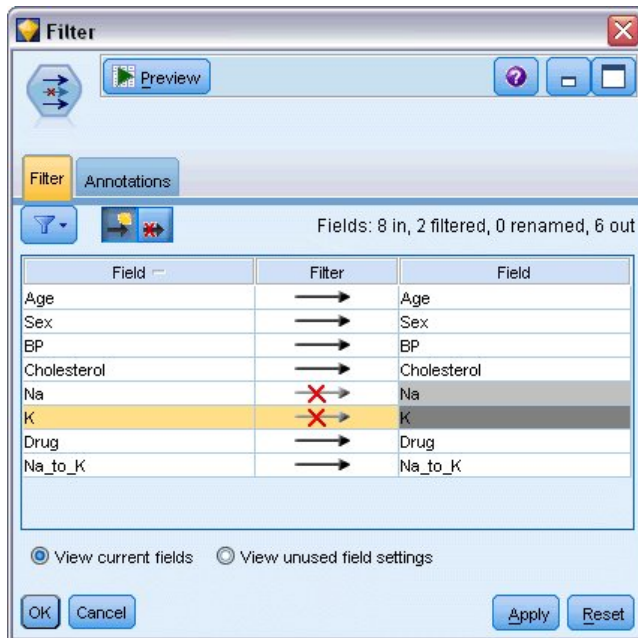 Filter
Preview
Filter Annotations
Fields: 8 in, 2 filtered, 0 renamed, 6 out
Field Filter Field
Age Age
Sex Sex
BP BP
Cholesterol Cholesterol
Na Na
K K
Drug Drug
Na_to_K Na_to_K
View current fields View unused field settings
OK Cancel Apply Reset